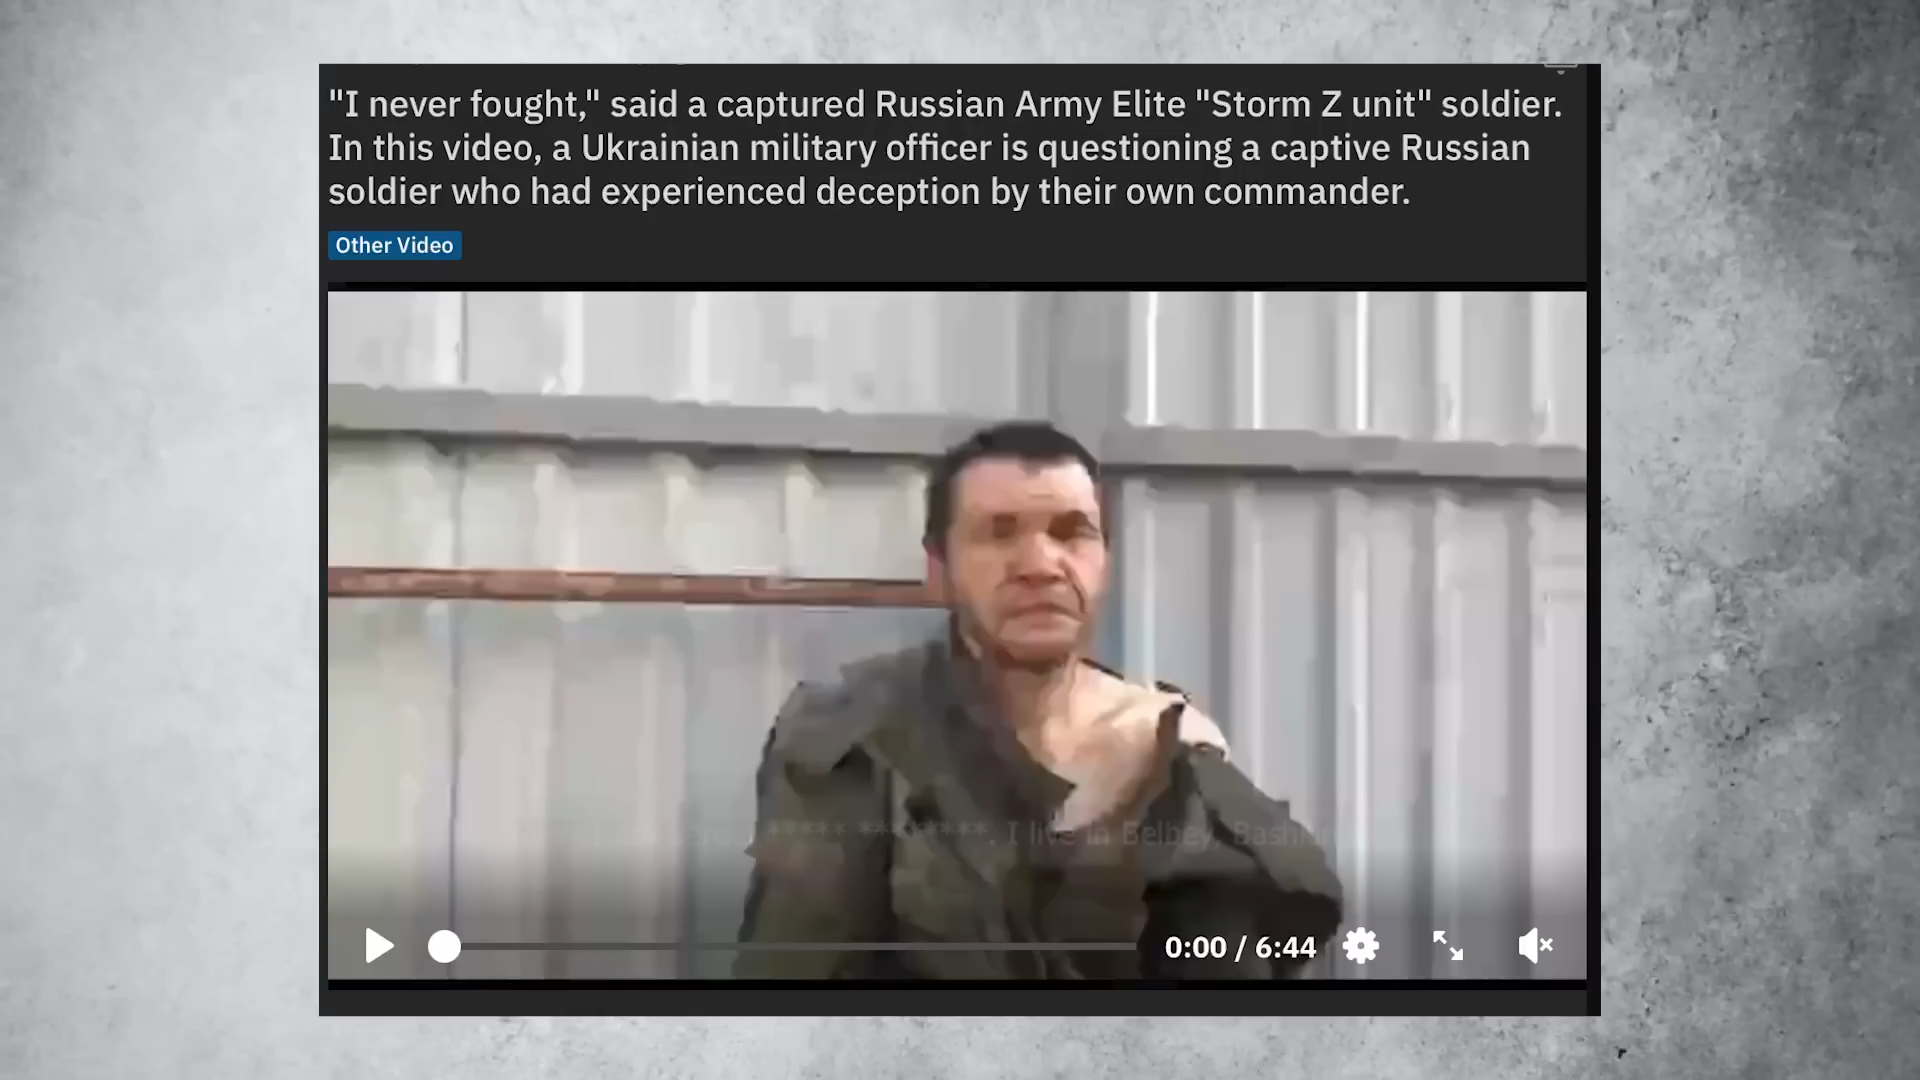 "I never fought," said a captured Russian Army Elite "Storm Z unit" soldier.
In this video, a Ukrainian military officer is questioning a captive Russian
soldier who had experienced deception by their own commander.
Other Video
***** ********. I live in Belbey, Bashkir
0:00 / 6:44